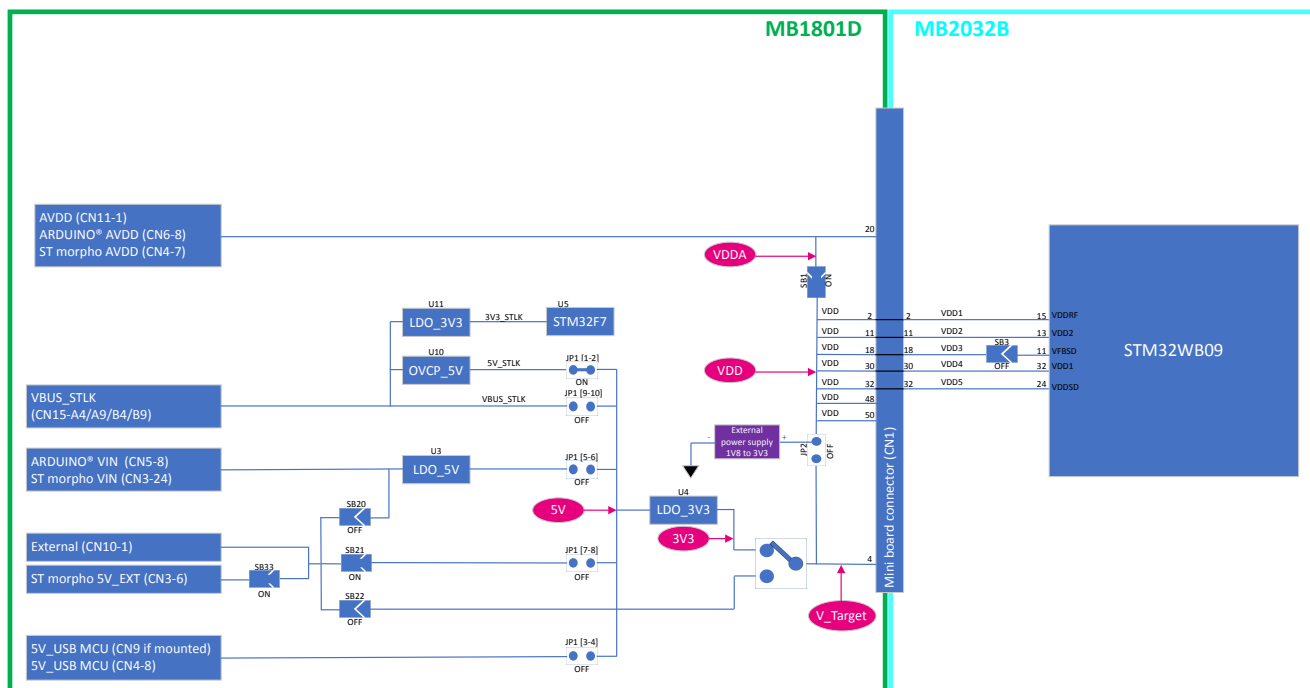 MB1801D
MB2032B
AVDD (CN11-1)
ARDUINO® AVDD (CN6-8)
ST morpho AVDD (CN4-7)
20
VDDA
SB1
ON
U11
LDO_3V3
3V3_STLK
U5
STM32F7
U10
OVCP_5V
5V_STLK
JP1 [1-2]
ON
VBUS_STLK
(CN15-A4/A9/B4/B9)
VBUS_STLK
JP1 [9-10]
OFF
VDD
2
2
VDD1
15
VDDRF
VDD
11
11
VDD2
13
VDD2
VDD
18
18
VDD3
SB3
OFF
11
VFBSD
VDD
VDD
30
30
VDD4
32
VDD1
VDD
32
32
VDD5
24
VDDSD
VDD
48
VDD
50
STM32WB09
Mini board connector (CN1)
- External +
power supply
1V8 to 3V3
JP2
OFF
ARDUINO® VIN (CN5-8)
ST morpho VIN (CN3-24)
U3
LDO_5V
JP1 [5-6]
OFF
SB20
OFF
5V
U4
LDO_3V3
3V3
External (CN10-1)
ST morpho 5V_EXT (CN3-6)
SB33
ON
SB21
ON
JP1 [7-8]
OFF
SB22
OFF
4
V_Target
5V_USB MCU (CN9 if mounted)
5V_USB MCU (CN4-8)
JP1 [3-4]
OFF